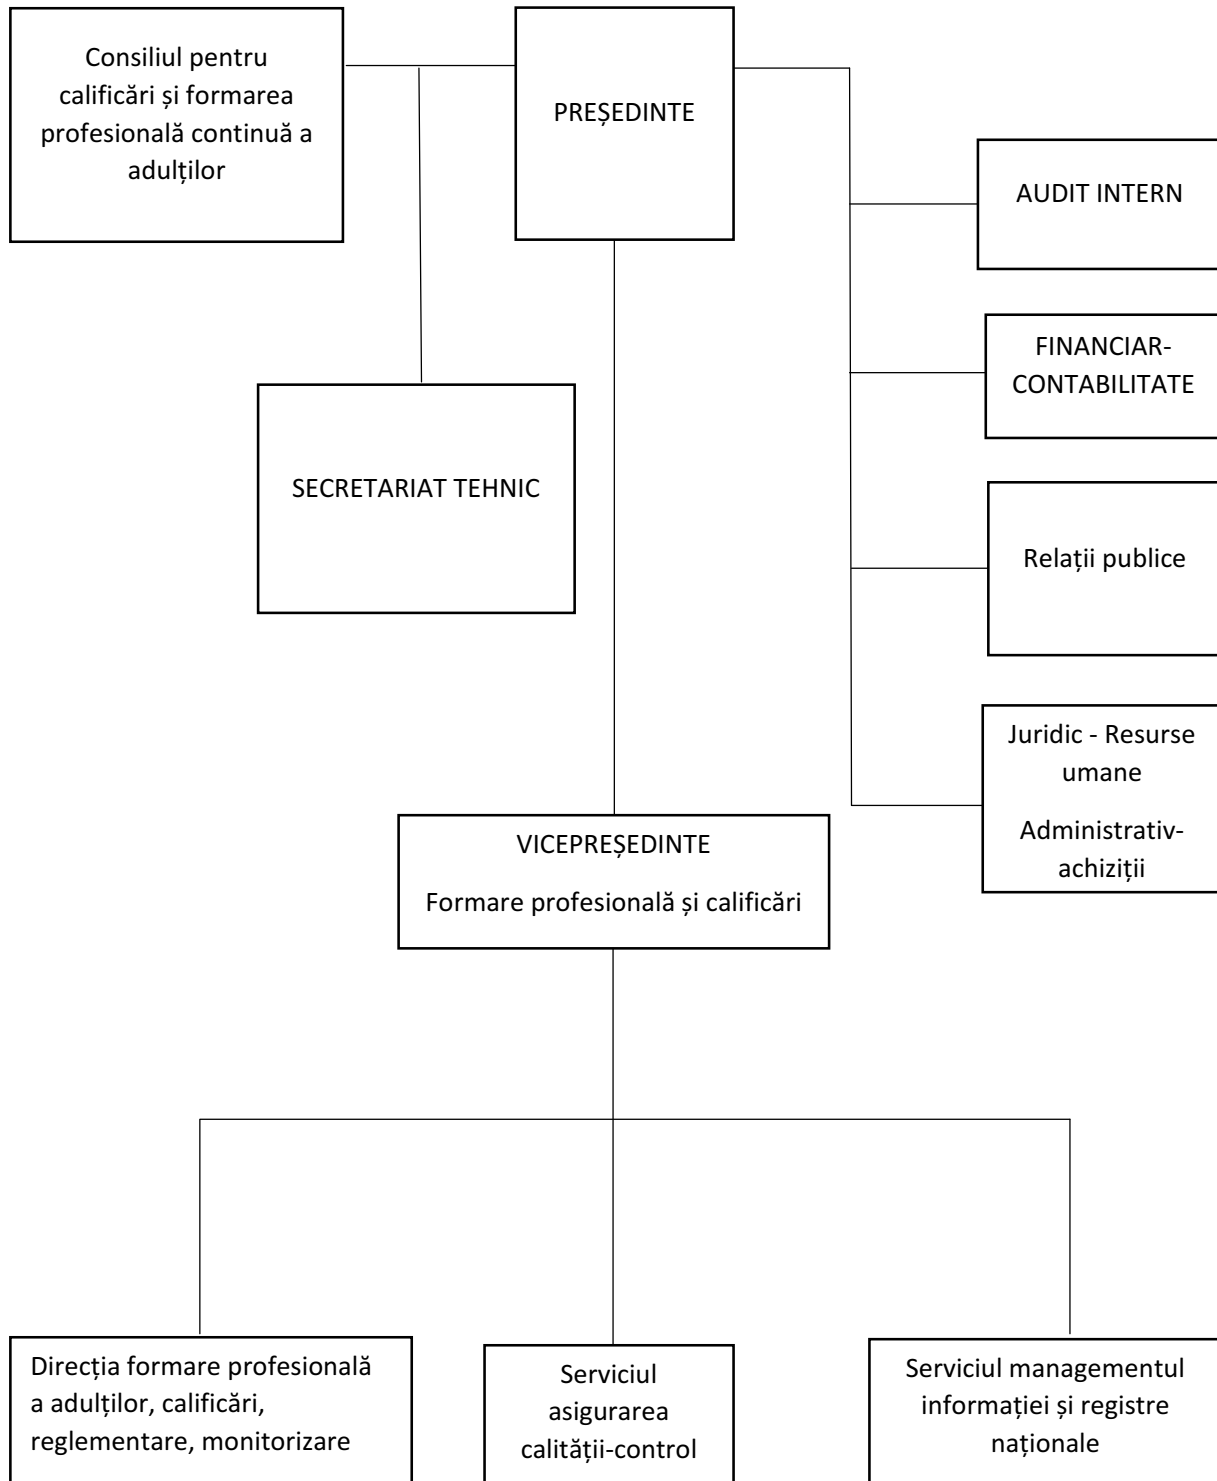 Consiliul pentru
calificări și formarea
profesională continuă a
adulților
PREȘEDINTE
AUDIT INTERN
FINANCIAR-
CONTABILITATE
SECRETARIAT TEHNIC
Relații publice
Juridic - Resurse
umane
Administrativ-
achiziții
VICEPREȘEDINTE
Formare profesională și calificări
Direcția formare profesională
a adulților, calificări,
reglementare, monitorizare
Serviciul
asigurarea
calității-control
Serviciul managementul
informației și registre
naționale